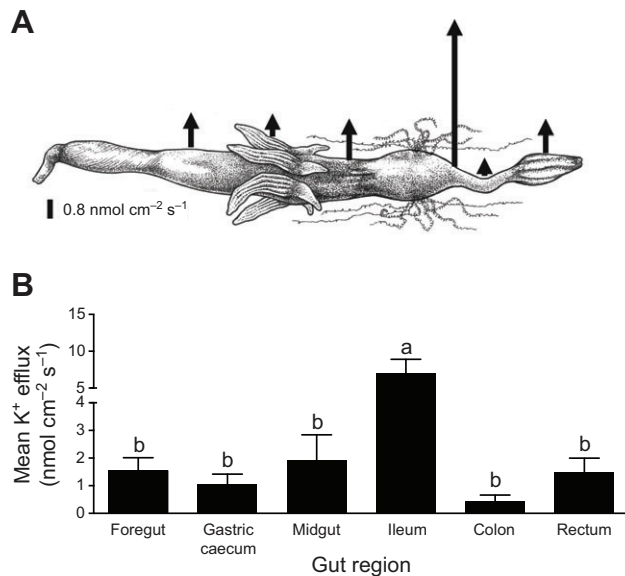 A
0.8 nmol cm⁻² s⁻¹
B
Mean K⁺ efflux
(nmol cm⁻² s⁻¹)
15
10
5
4
3
2
1
0
b
b
b
a
b
b
Foregut
Gastric
caecum
Midgut
Ileum
Colon
Rectum
Gut region